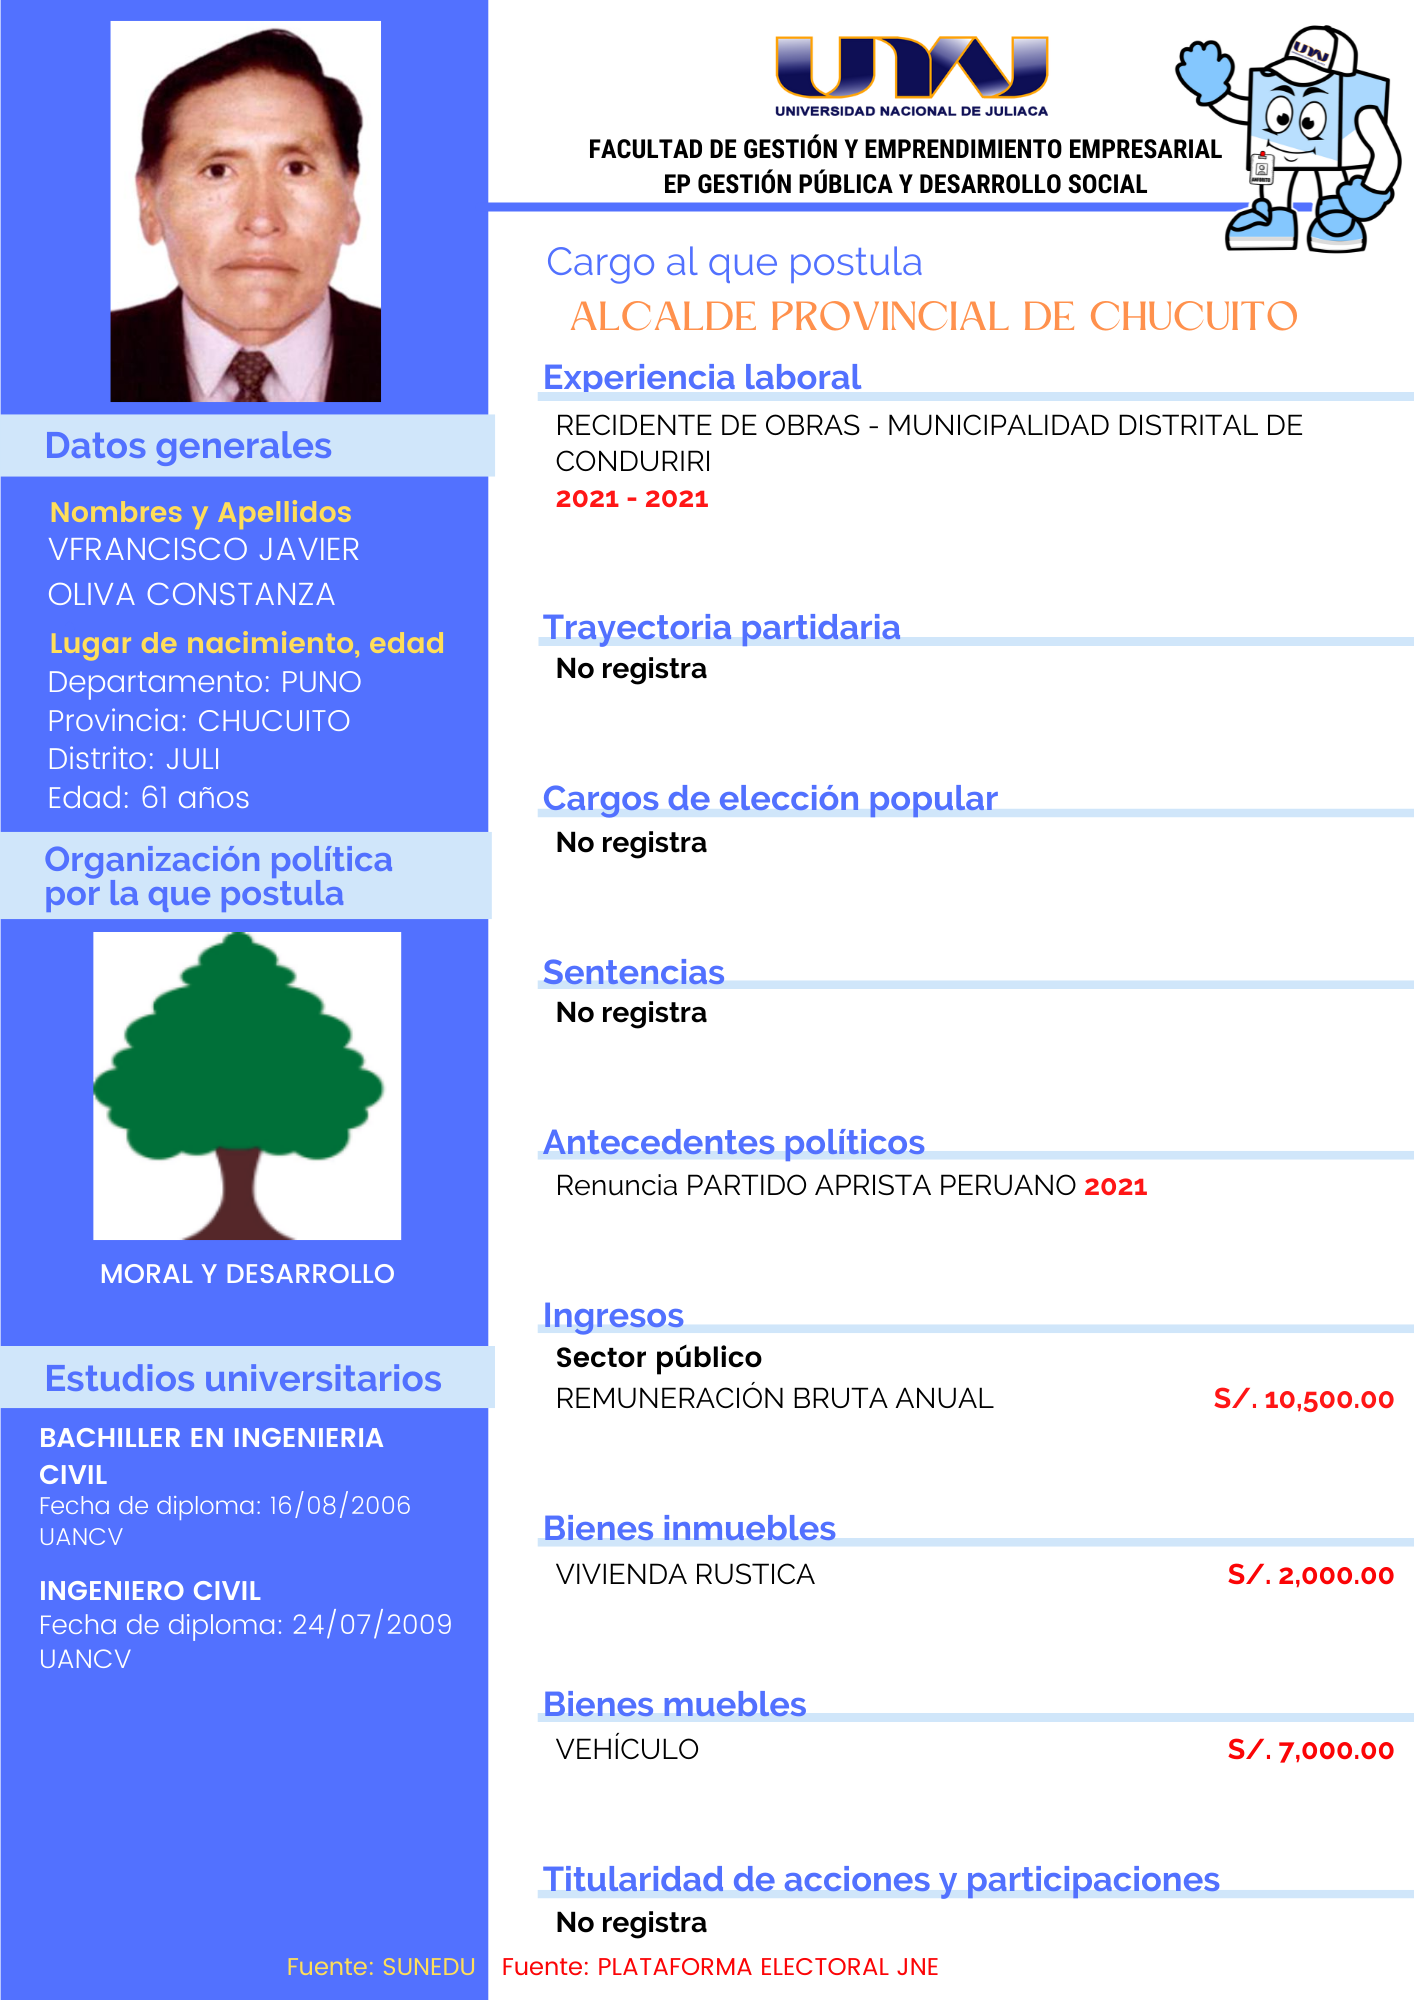 UNAJ
UNIVERSIDAD NACIONAL DE JULIACA
FACULTAD DE GESTIÓN Y EMPRENDIMIENTO EMPRESARIAL
EP GESTIÓN PÚBLICA Y DESARROLLO SOCIAL
UNAJ
ANFORITO
Datos generales
Nombres y Apellidos
VFRANCISCO JAVIER
OLIVA CONSTANZA
Lugar de nacimiento, edad
Departamento: PUNO
Provincia: CHUCUITO
Distrito: JULI
Edad: 61 años
Organización política
por la que postula
MORAL Y DESARROLLO
Estudios universitarios
BACHILLER EN INGENIERIA
CIVIL
Fecha de diploma: 16/08/2006
UANCV
INGENIERO CIVIL
Fecha de diploma: 24/07/2009
UANCV
Fuente: SUNEDU
Cargo al que postula
ALCALDE PROVINCIAL DE CHUCUITO
Experiencia laboral
RECIDENTE DE OBRAS - MUNICIPALIDAD DISTRITAL DE
CONDURIRI
2021 - 2021
Trayectoria partidaria
No registra
Cargos de elección popular
No registra
Sentencias
No registra
Antecedentes políticos
Renuncia PARTIDO APRISTA PERUANO 2021
Ingresos
Sector público
REMUNERACIÓN BRUTA ANUAL S/. 10,500.00
Bienes inmuebles
VIVIENDA RUSTICA S/. 2,000.00
Bienes muebles
VEHÍCULO S/. 7,000.00
Titularidad de acciones y participaciones
No registra
Fuente: PLATAFORMA ELECTORAL JNE